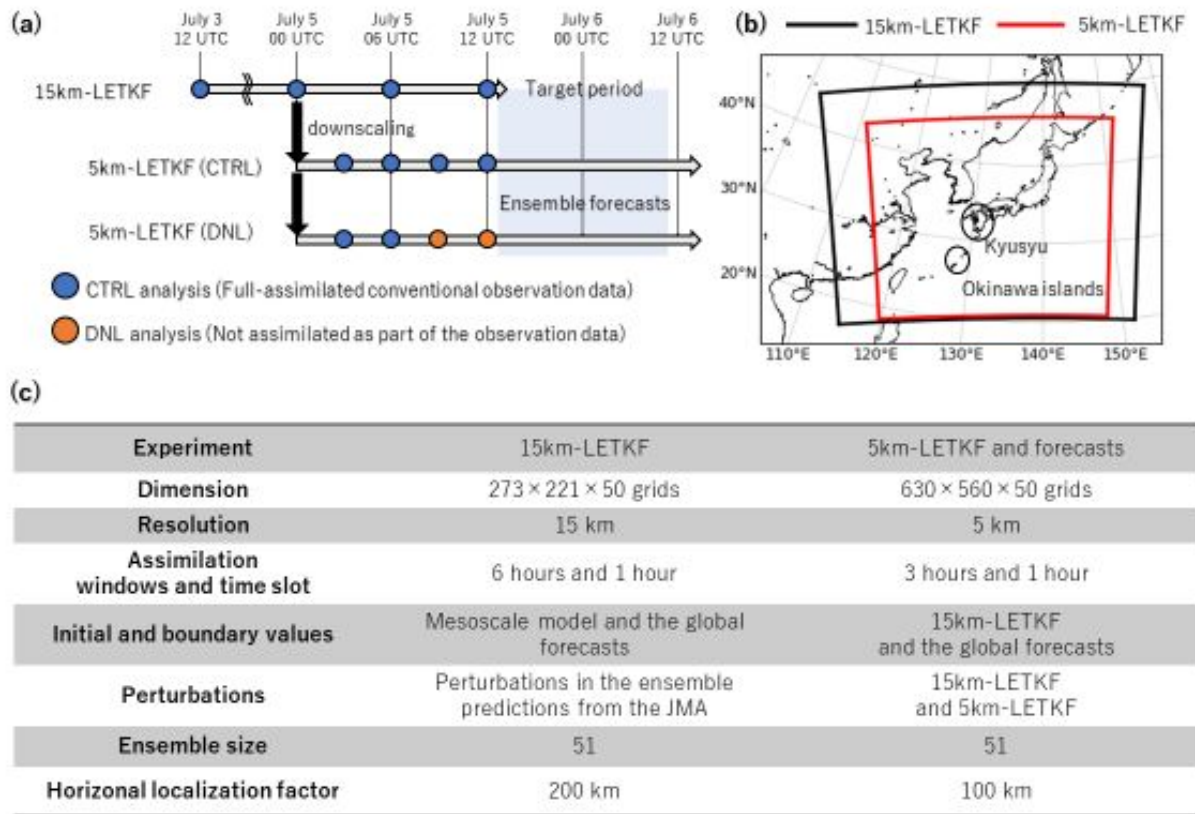 (a)
July 3 July 5 July 5 July 5 July 6 July 6
12 UTC 00 UTC 06 UTC 12 UTC 00 UTC 12 UTC
15km-LETKF
Target period
downscaling
5km-LETKF (CTRL)
Ensemble forecasts
5km-LETKF (DNL)
CTRL analysis (Full-assimilated conventional observation data)
DNL analysis (Not assimilated as part of the observation data)
(b)
15km-LETKF 5km-LETKF
40°N
30°N
20°N
Kyusyu
Okinawa islands
110°E 120°E 130°E 140°E 150°E
(c)
Experiment 15km-LETKF 5km-LETKF and forecasts
Dimension 273 × 221 × 50 grids 630 × 560 × 50 grids
Resolution 15 km 5 km
Assimilation
windows and time slot 6 hours and 1 hour 3 hours and 1 hour
Initial and boundary values Mesoscale model and the global
forecasts 15km-LETKF
and the global forecasts
Perturbations Perturbations in the ensemble
predictions from the JMA 15km-LETKF
and 5km-LETKF
Ensemble size 51 51
Horizonal localization factor 200 km 100 km